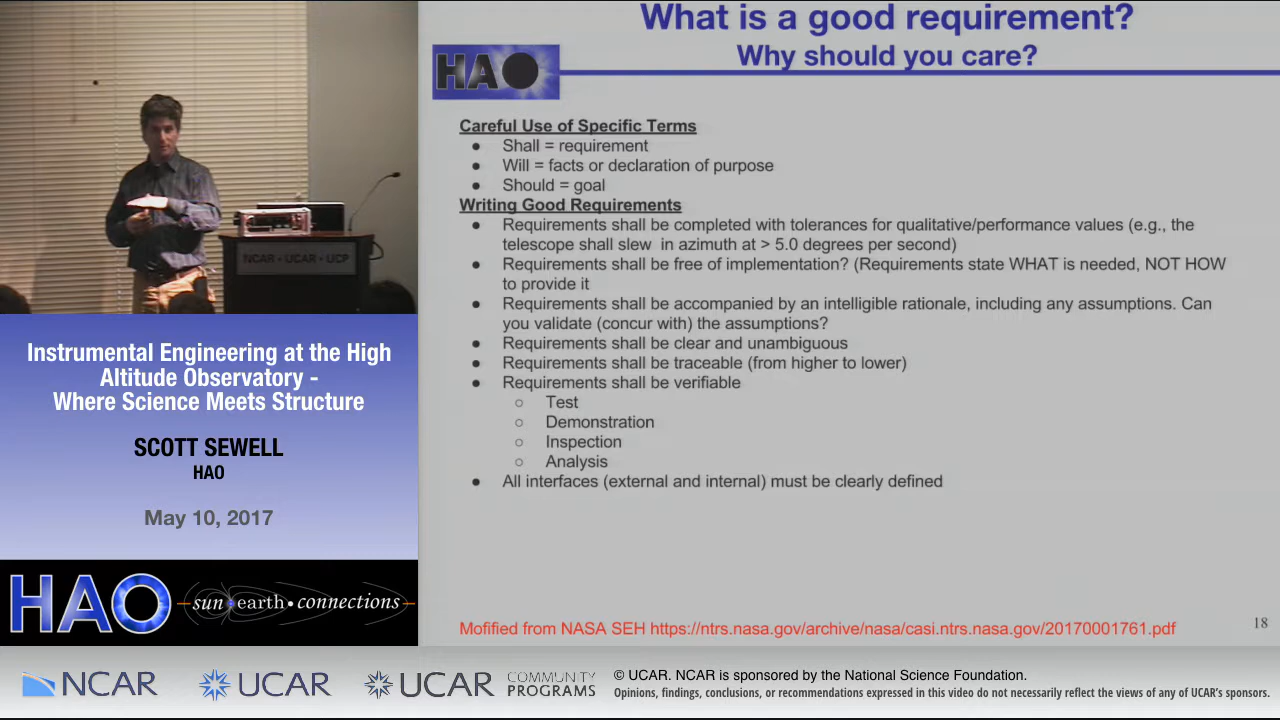 What is a good requirement?
Why should you care?
HAO
Careful Use of Specific Terms
● Shall = requirement
● Will = facts or declaration of purpose
● Should = goal
Writing Good Requirements
● Requirements shall be completed with tolerances for qualitative/performance values (e.g., the
telescope shall slew in azimuth at > 5.0 degrees per second)
● Requirements shall be free of implementation? (Requirements state WHAT is needed, NOT HOW
to provide it
● Requirements shall be accompanied by an intelligible rationale, including any assumptions. Can
you validate (concur with) the assumptions?
● Requirements shall be clear and unambiguous
● Requirements shall be traceable (from higher to lower)
● Requirements shall be verifiable
○ Test
○ Demonstration
○ Inspection
○ Analysis
● All interfaces (external and internal) must be clearly defined
Mofified from NASA SEH https://ntrs.nasa.gov/archive/nasa/casi.ntrs.nasa.gov/20170001761.pdf
18
NCAR • UCAR • UCP
Instrumental Engineering at the High
Altitude Observatory -
Where Science Meets Structure
SCOTT SEWELL
HAO
May 10, 2017
HAO sun•earth•connections
NCAR
UCAR
UCAR COMMUNITY
PROGRAMS
© UCAR. NCAR is sponsored by the National Science Foundation.
Opinions, findings, conclusions, or recommendations expressed in this video do not necessarily reflect the views of any of UCAR's sponsors.